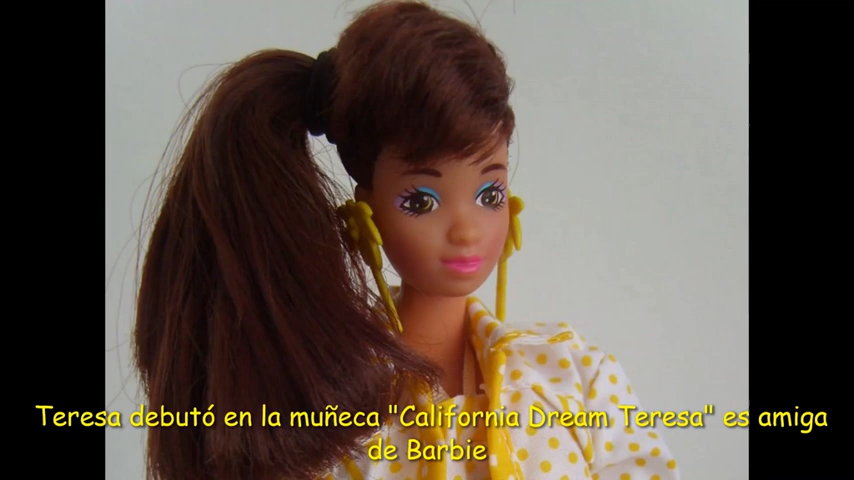 Teresa debutó en la muñeca "California Dream Teresa" es amiga
de Barbie